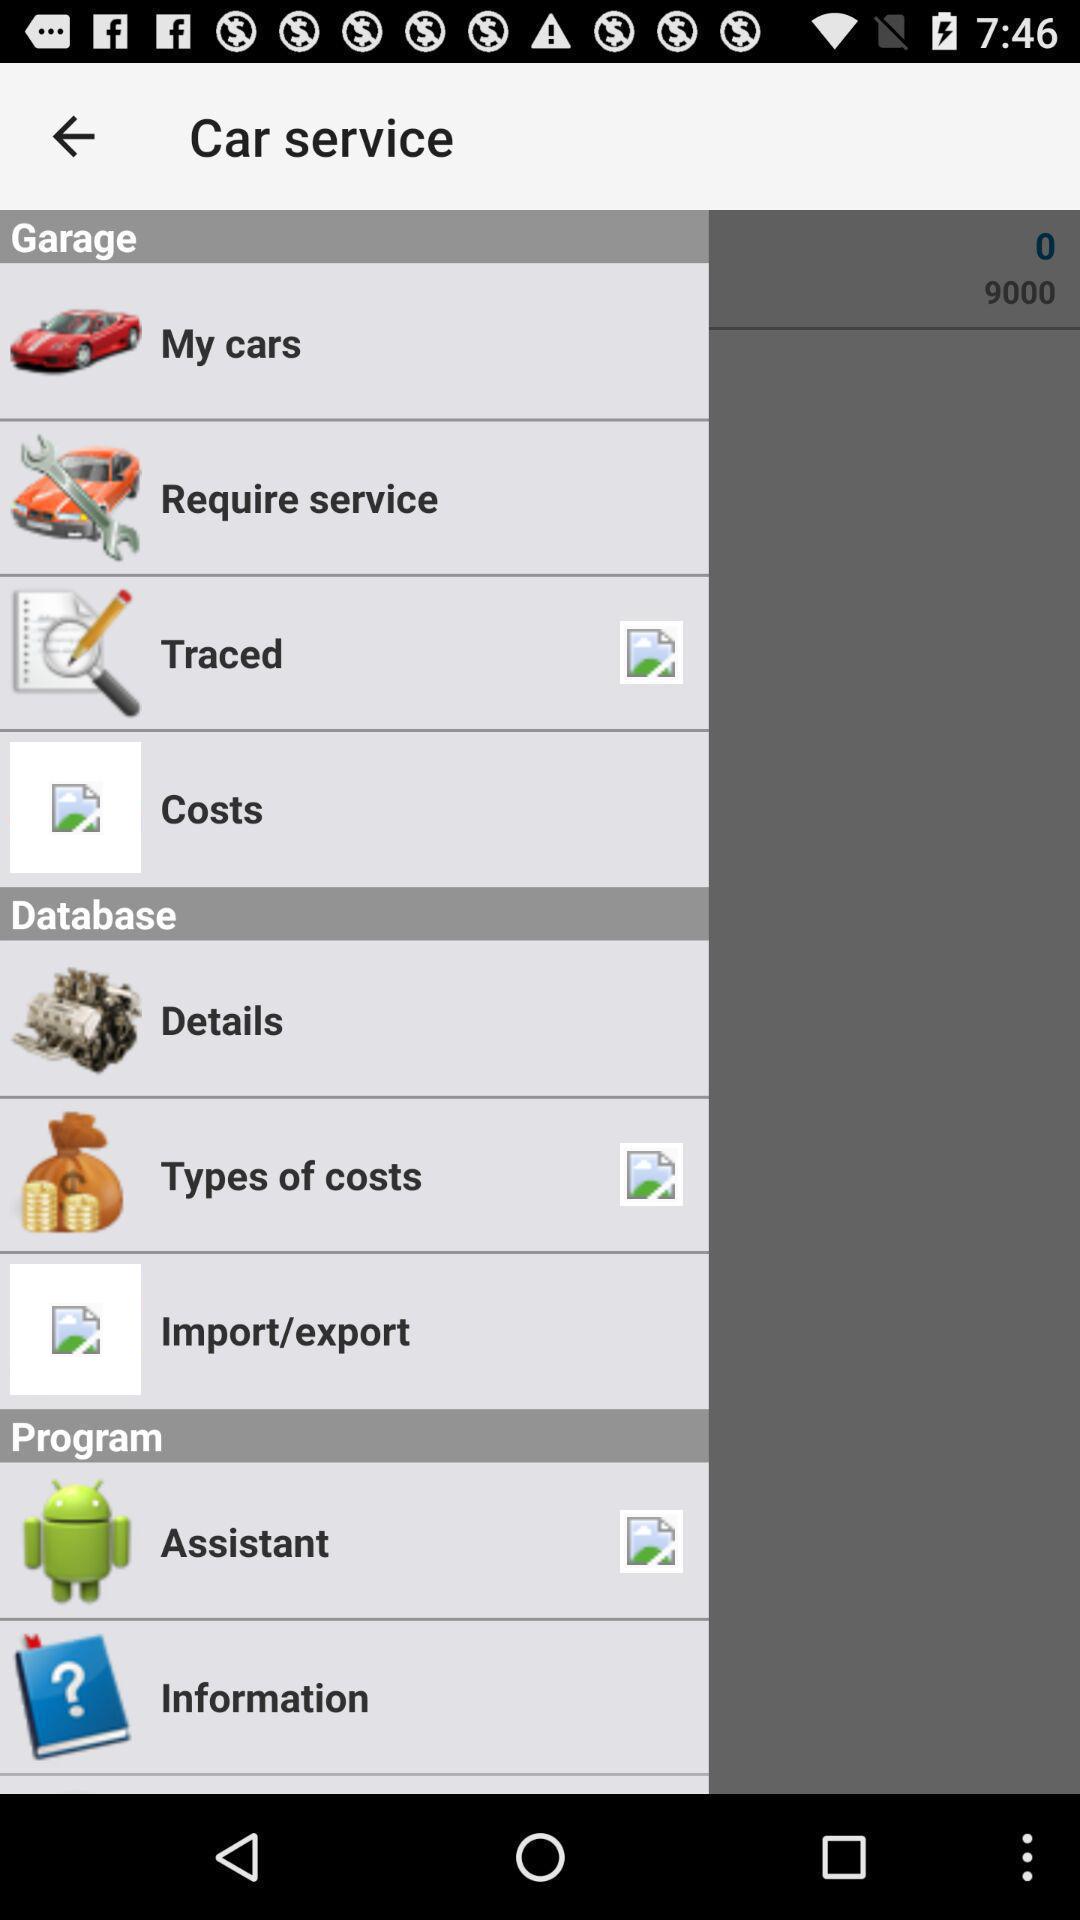 7:46
Car service
Garage
0
9000
My cars
Require service
Traced
Costs
Database
Details
Types of costs
Import/export
Program
Assistant
Information